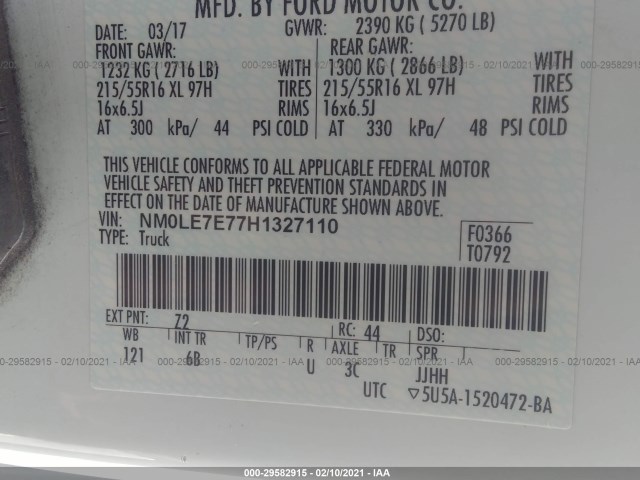 MFD. BY FORD MOTOR CO.
DATE: 03/17 GVWR: 2390 KG ( 5270 LB)
FRONT GAWR: REAR GAWR:
1232 KG ( 2716 LB) WITH 1300 KG ( 2866 LB) WITH
215/55R16 XL 97H TIRES 215/55R16 XL 97H TIRES
16x6.5J RIMS 16x6.5J RIMS
AT 300 kPa/ 44 PSI COLD AT 330 kPa/ 48 PSI COLD
THIS VEHICLE CONFORMS TO ALL APPLICABLE FEDERAL MOTOR
VEHICLE SAFETY AND THEFT PREVENTION STANDARDS IN
EFFECT ON THE DATE OF MANUFACTURE SHOWN ABOVE.
VIN: NM0LE7E77H1327110
TYPE: Truck
F0366
T0792
EXT PNT: Z2 RC: 44 DSO:
WB INT TR TP/PS R AXLE TR SPR
121 6B U 3C JJHH
UTC ▽5U5A-1520472-BA
000-29582915 - 02/10/2021 - IAA